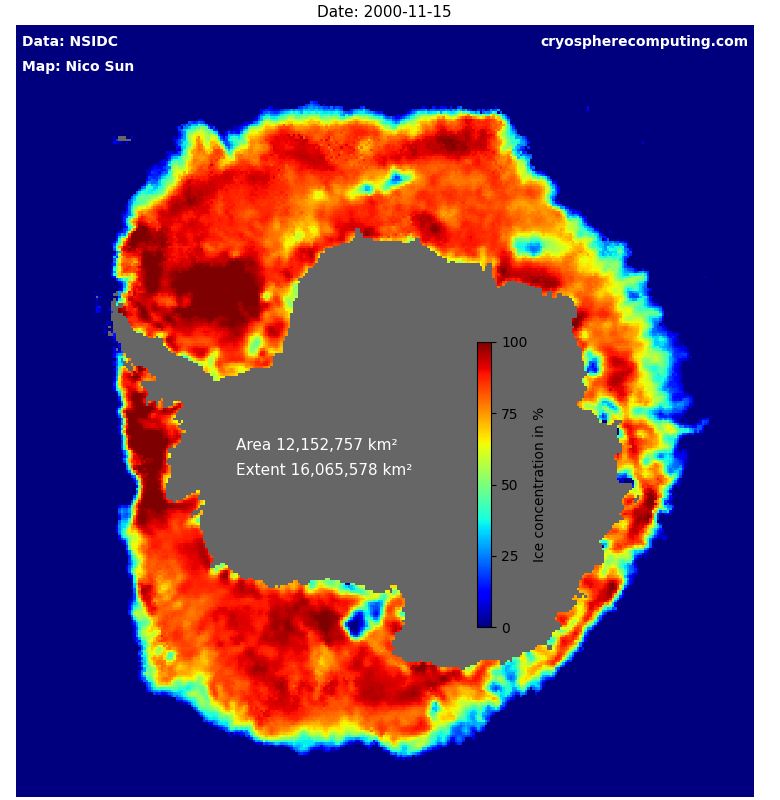 Date: 2000-11-15
Data: NSIDC
cryospherecomputing.com
Map: Nico Sun
100
75
50
25
0
Ice concentration in %
Area 12,152,757 km²
Extent 16,065,578 km²